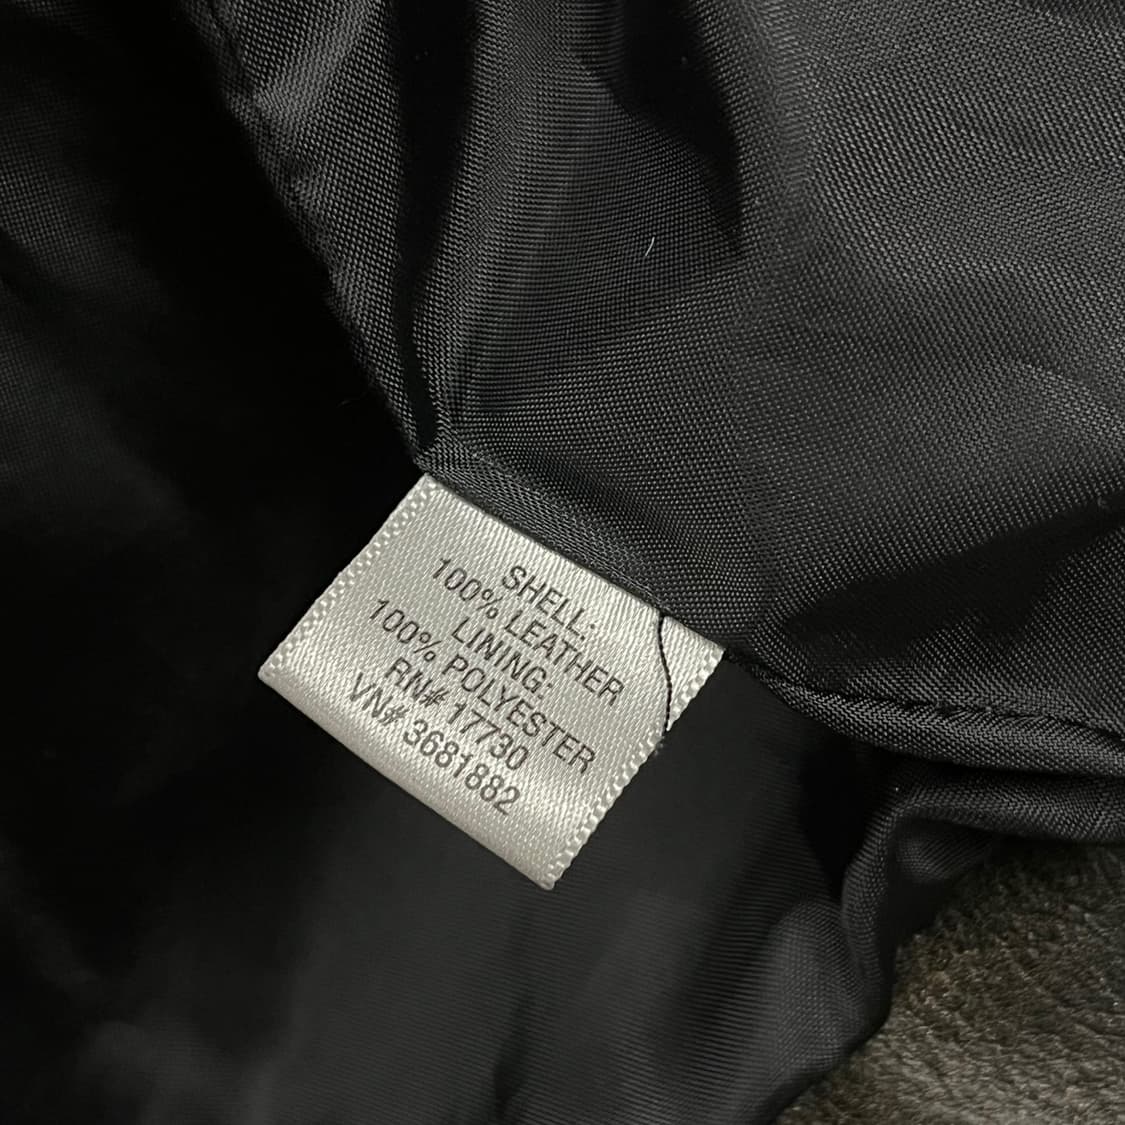 SHELL:
100% LEATHER
LINING:
100% POLYESTER
RN# 17730
VN# 3681882